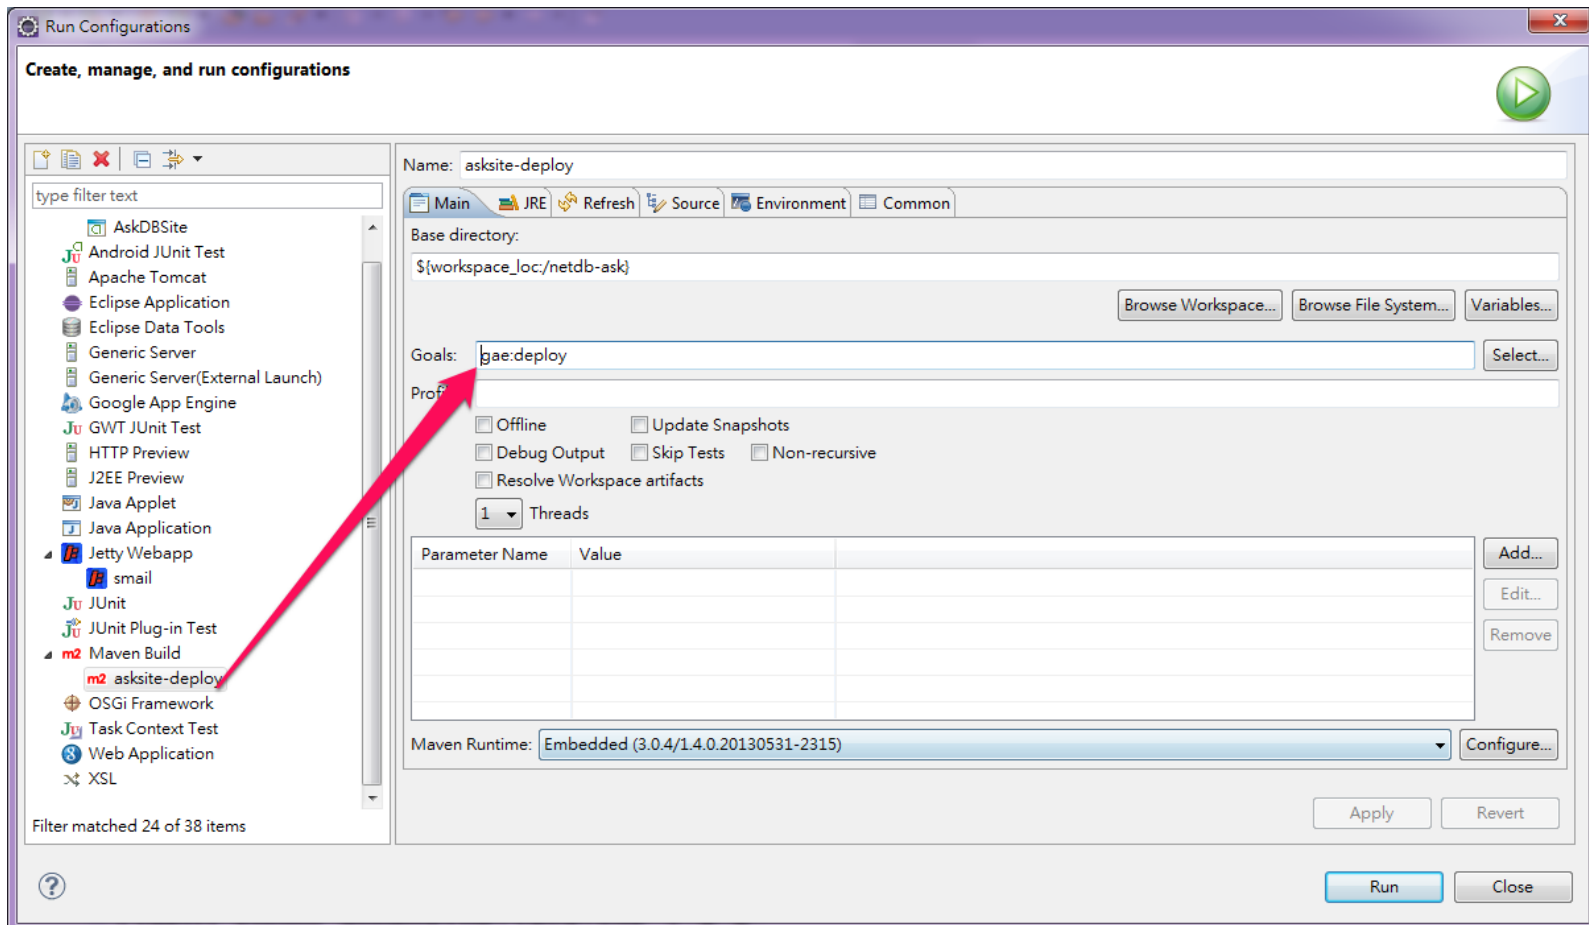 Run Configurations
Create, manage, and run configurations
type filter text
AskDBSite
Android JUnit Test
Apache Tomcat
Eclipse Application
Eclipse Data Tools
Generic Server
Generic Server(External Launch)
Google App Engine
Ju GWT JUnit Test
HTTP Preview
J2EE Preview
Java Applet
Java Application
Jetty Webapp
smail
Ju JUnit
JUnit Plug-in Test
m2 Maven Build
m2 asksite-deploy
OSGi Framework
Task Context Test
Web Application
XSL
Filter matched 24 of 38 items
Name: asksite-deploy
Main JRE Refresh Source Environment Common
Base directory:
${workspace_loc:/netdb-ask}
Browse Workspace... Browse File System... Variables...
Goals: gae:deploy Select...
Offline Update Snapshots
Debug Output Skip Tests Non-recursive
Resolve Workspace artifacts
1 Threads
Parameter Name Value Add...
Edit...
Remove
Maven Runtime: Embedded (3.0.4/1.4.0.20130531-2315) Configure...
Apply Revert
Run Close